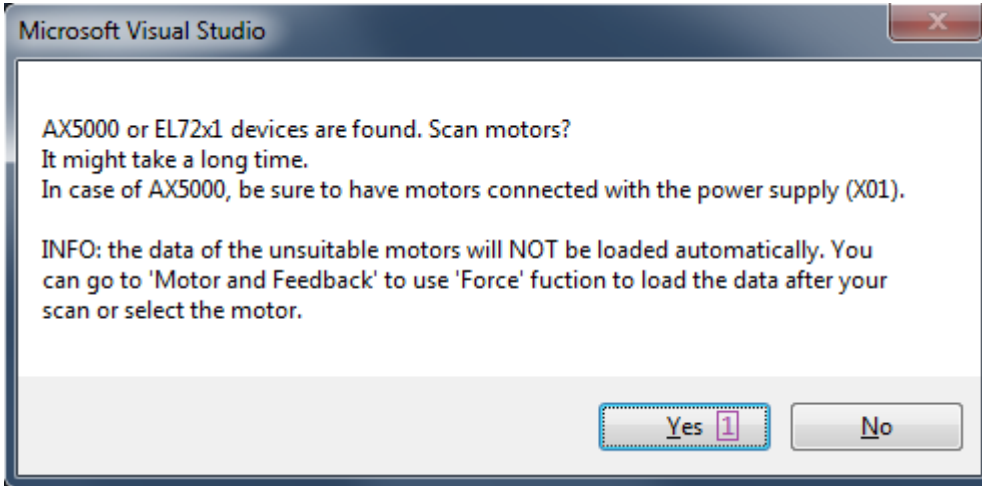 Microsoft Visual Studio
X
AX5000 or EL72x1 devices are found. Scan motors?
It might take a long time.
In case of AX5000, be sure to have motors connected with the power supply (X01).
INFO: the data of the unsuitable motors will NOT be loaded automatically. You
can go to 'Motor and Feedback' to use 'Force' fuction to load the data after your
scan or select the motor.
Yes 1 No